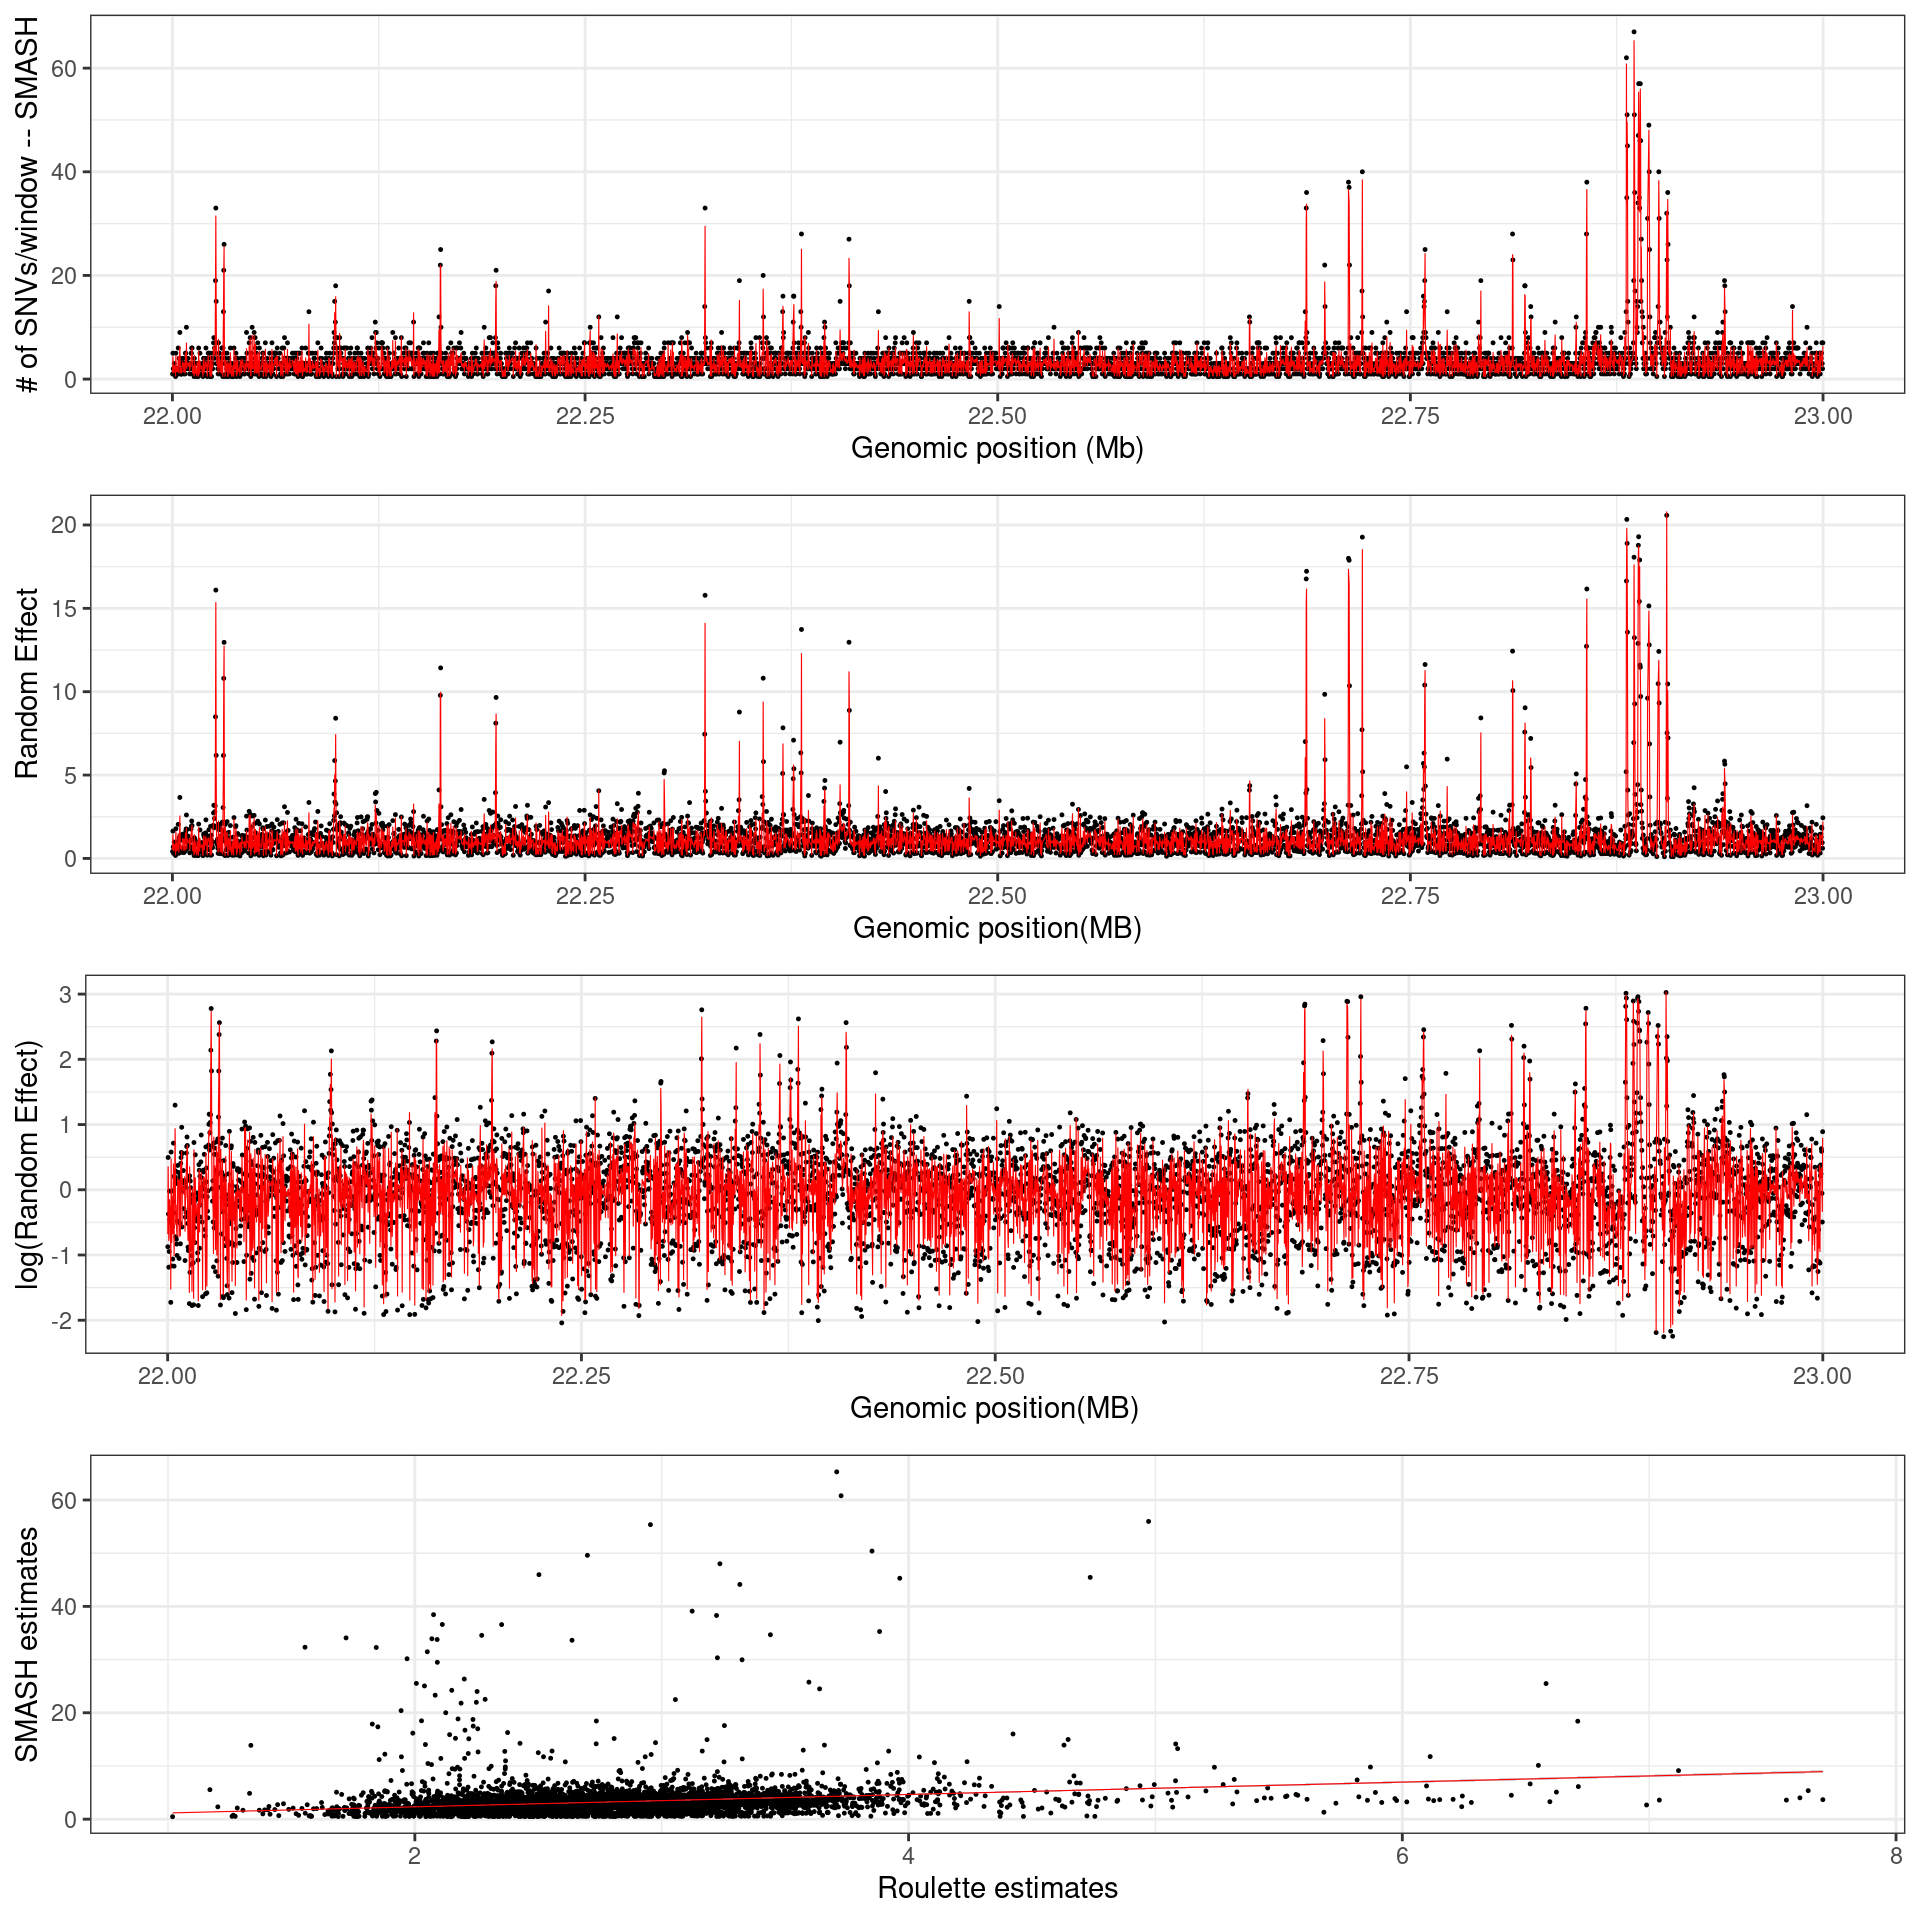 # of SNVs/window -- SMASH
60
40
20
0
22.00 22.25 22.50 22.75 23.00
Genomic position (Mb)
Random Effect
20
15
10
5
0
22.00 22.25 22.50 22.75 23.00
Genomic position(MB)
log(Random Effect)
3
2
1
0
-1
-2
22.00 22.25 22.50 22.75 23.00
Genomic position(MB)
SMASH estimates
60
40
20
0
2 4 6 8
Roulette estimates